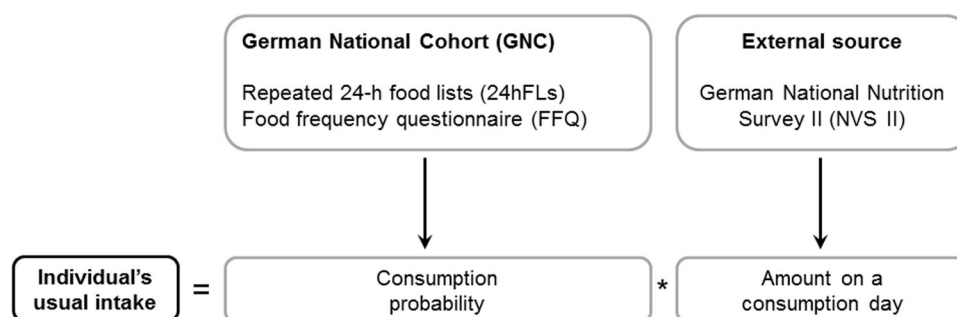 German National Cohort (GNC)
Repeated 24-h food lists (24hFLs)
Food frequency questionnaire (FFQ)
External source
German National Nutrition
Survey II (NVS II)
Individual's
usual intake
=
Consumption
probability
*
Amount on a
consumption day